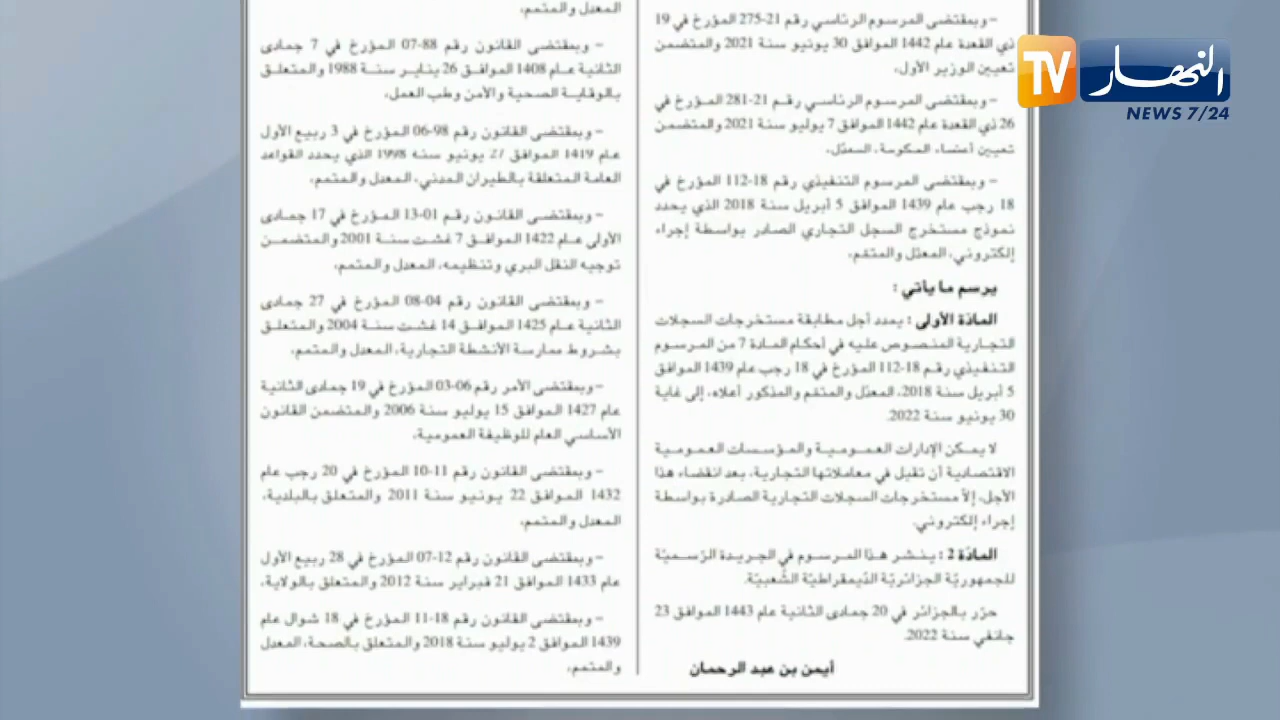 – وبمقتضى المرسوم الرئاسي رقم 21-275 المؤرخ في 19
ذي القعدة عام 1442 الموافق 30 يونيو سنة 2021 والمتضمن
تعيين الوزير الأول،
– وبمقتضى المرسوم الرئاسي رقم 21-281 المؤرخ في
26 ذي القعدة عام 1442 الموافق 7 يوليو سنة 2021 والمتضمن
تعيين أعضاء الحكومة، المعدّل،
– وبمقتضى المرسوم التنفيذي رقم 18-112 المؤرخ في
18 رجب عام 1439 الموافق 5 أبريل سنة 2018 الذي يحدد
نموذج مستخرج السجل التجاري الصادر بواسطة إجراء
إلكتروني، المعدّل والمتمّم،
يرسم ما يأتي :
المادّة الأولى : يمدد أجل مطابقة مستخرجات السجلات
التجارية المنصوص عليه في أحكام المادة 7 من المرسوم
التنفيذي رقم 18-112 المؤرخ في 18 رجب عام 1439 الموافق
5 أبريل سنة 2018، المعدّل والمتمّم والمذكور أعلاه، إلى غاية
30 يونيو سنة 2022.
لا يمكن الإدارات العمومية والمؤسسات العمومية
الاقتصادية أن تقبل في معاملاتها التجارية، بعد انقضاء هذا
الأجل، إلاّ مستخرجات السجلات التجارية الصادرة بواسطة
إجراء إلكتروني.
المادّة 2 : ينشر هذا المرسوم في الجريدة الرّسميّة
للجمهوريّة الجزائريّة الدّيمقراطيّة الشّعبيّة.
حرّر بالجزائر في 20 جمادى الثانية عام 1443 الموافق 23
جانفي سنة 2022.
أيمن بن عبد الرحمان
المعدل والمتمم،
– وبمقتضى القانون رقم 88-07 المؤرخ في 7 جمادى
الثانية عام 1408 الموافق 26 يناير سنة 1988 والمتعلق
بالوقاية الصحية والأمن وطب العمل،
– وبمقتضى القانون رقم 98-06 المؤرخ في 3 ربيع الأول
عام 1419 الموافق 27 يونيو سنة 1998 الذي يحدد القواعد
العامة المتعلقة بالطيران المدني، المعدل والمتمم،
– وبمقتضى القانون رقم 01-13 المؤرخ في 17 جمادى
الأولى عام 1422 الموافق 7 غشت سنة 2001 والمتضمن
توجيه النقل البري وتنظيمه، المعدل والمتمم،
– وبمقتضى القانون رقم 04-08 المؤرخ في 27 جمادى
الثانية عام 1425 الموافق 14 غشت سنة 2004 والمتعلق
بشروط ممارسة الأنشطة التجارية، المعدل والمتمم،
– وبمقتضى الأمر رقم 06-03 المؤرخ في 19 جمادى الثانية
عام 1427 الموافق 15 يوليو سنة 2006 والمتضمن القانون
الأساسي العام للوظيفة العمومية،
– وبمقتضى القانون رقم 11-10 المؤرخ في 20 رجب عام
1432 الموافق 22 يونيو سنة 2011 والمتعلق بالبلدية،
المعدل والمتمم،
– وبمقتضى القانون رقم 12-07 المؤرخ في 28 ربيع الأول
عام 1433 الموافق 21 فبراير سنة 2012 والمتعلق بالولاية،
– وبمقتضى القانون رقم 18-11 المؤرخ في 18 شوال عام
1439 الموافق 2 يوليو سنة 2018 والمتعلق بالصحة، المعدل
والمتمم،
النهار TV
NEWS 7/24